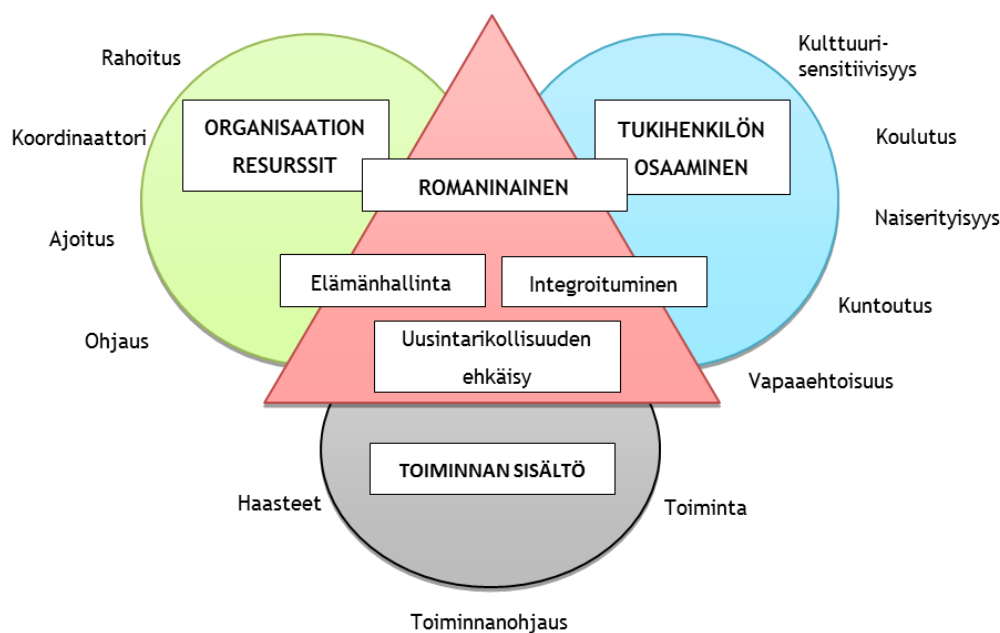 Rahoitus
Koordinaattori
Ajoitus
Ohjaus
ORGANISAATION
RESURSSIT
ROMANINAINEN
TUKIHENKILÖN
OSAAMINEN
Kulttuuri-
sensitiivisyys
Koulutus
Naiserityisyys
Kuntoutus
Vapaaehtoisuus
Elämänhallinta
Integroituminen
Uusintarikollisuuden
ehkäisy
TOIMINNAN SISÄLTÖ
Haasteet
Toiminta
Toiminnanohjaus